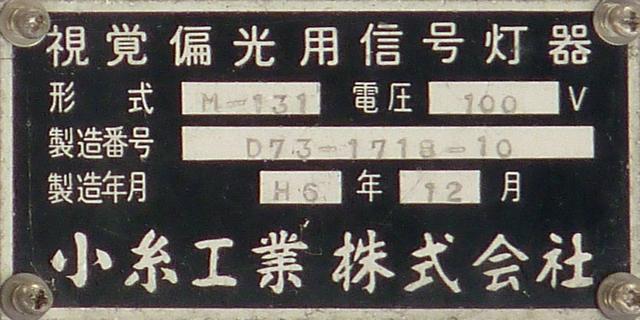 視覚偏光用信号灯器
形式 M-131 電圧 100 V
製造番号 D73-1718-10
製造年月 H6 年 12 月
小糸工業株式会社